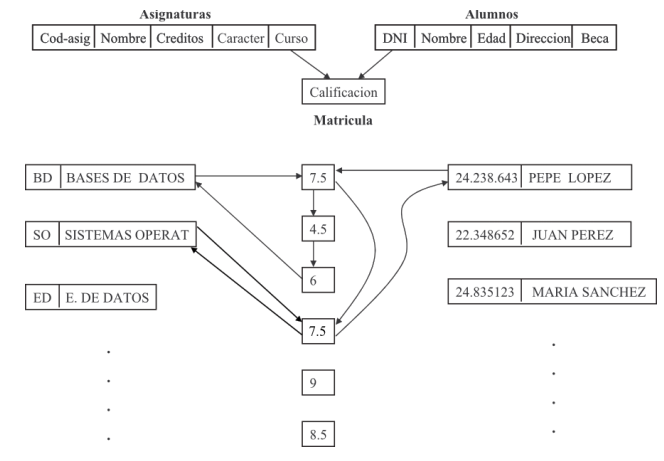 Asignaturas
Alumnos
Cod-asig Nombre Creditos Caracter Curso
DNI Nombre Edad Direccion Beca
Calificacion
Matricula
BD BASES DE DATOS
7.5
24.238.643 PEPE LOPEZ
SO SISTEMAS OPERAT
4.5
22.348652 JUAN PEREZ
6
ED E. DE DATOS
24.835123 MARIA SANCHEZ
7.5
9
8.5